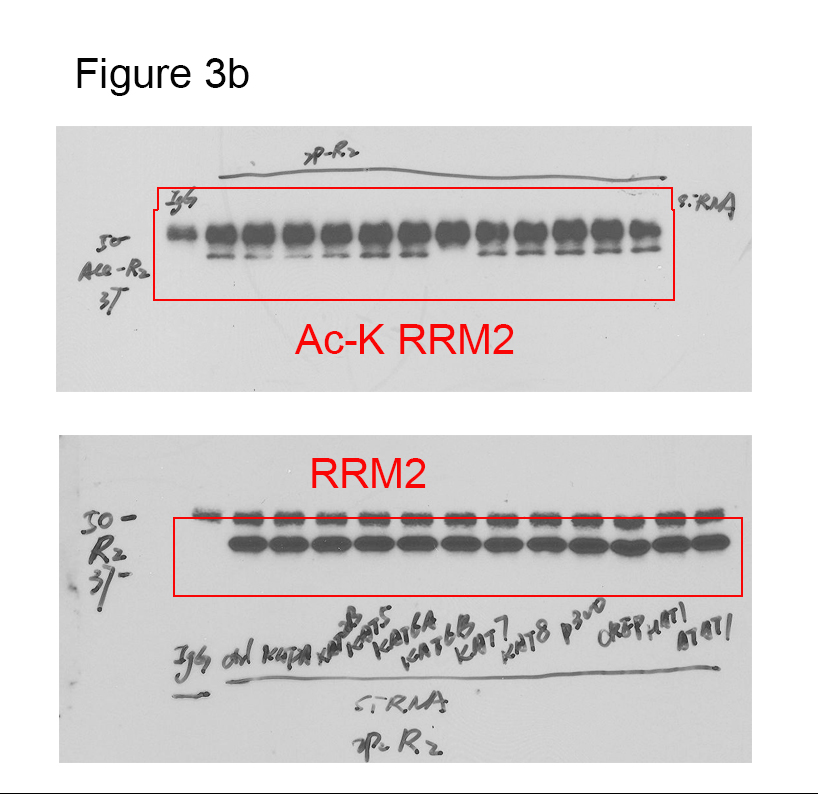 Figure 3b
IP-R2
IgG
siRNA
50
Ace-R2
37
Ac-K RRM2
RRM2
50 -
R2
37 -
IgG ctrl KAT2A KAT2B KAT5 KAT6A KAT6B KAT7 KAT8 P300 CREBP HAT1 ATAT1
siRNA
IP- R2